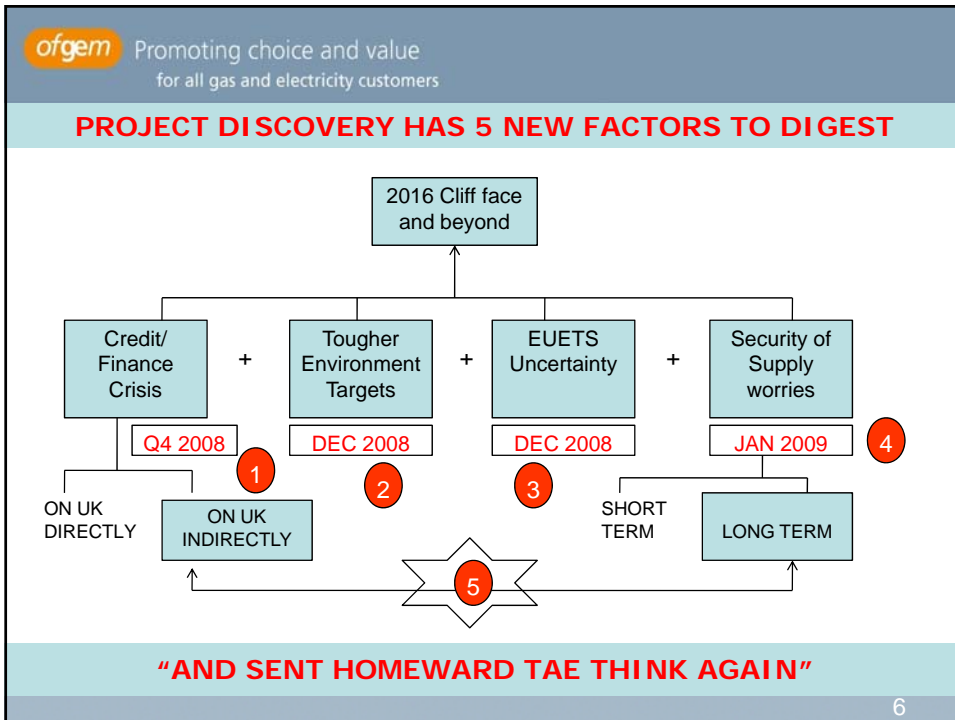 ofgem Promoting choice and value
for all gas and electricity customers
PROJECT DISCOVERY HAS 5 NEW FACTORS TO DIGEST
2016 Cliff face
and beyond
Credit/
Finance
Crisis
+
Tougher
Environment
Targets
+
EUETS
Uncertainty
+
Security of
Supply
worries
Q4 2008
DEC 2008
DEC 2008
JAN 2009
1
2
3
4
ON UK
DIRECTLY
ON UK
INDIRECTLY
SHORT
TERM
LONG TERM
5
“AND SENT HOMEWARD TAE THINK AGAIN”
6